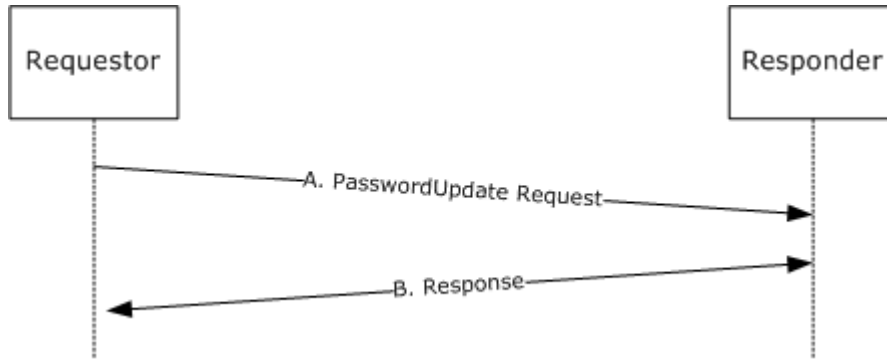 Requestor
Responder
A. PasswordUpdate Request
B. Response